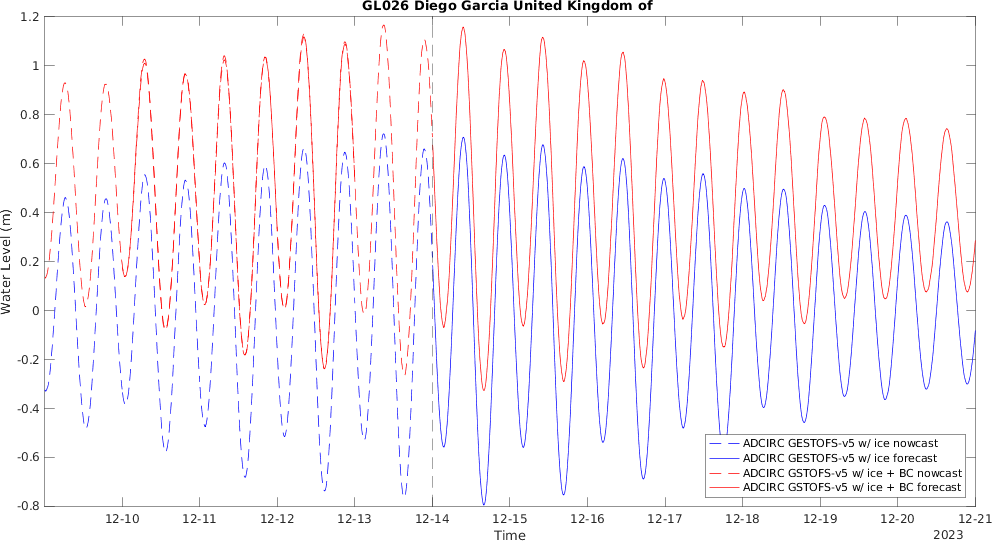 GL026 Diego Garcia United Kingdom of
Water Level (m)
1.2
1
0.8
0.6
0.4
0.2
0
-0.2
-0.4
-0.6
-0.8
ADCIRC GESTOFS-v5 w/ ice nowcast
ADCIRC GESTOFS-v5 w/ ice forecast
ADCIRC GSTOFS-v5 w/ ice + BC nowcast
ADCIRC GSTOFS-v5 w/ ice + BC forecast
12-10 12-11 12-12 12-13 12-14 12-15 12-16 12-17 12-18 12-19 12-20 12-21
Time
2023